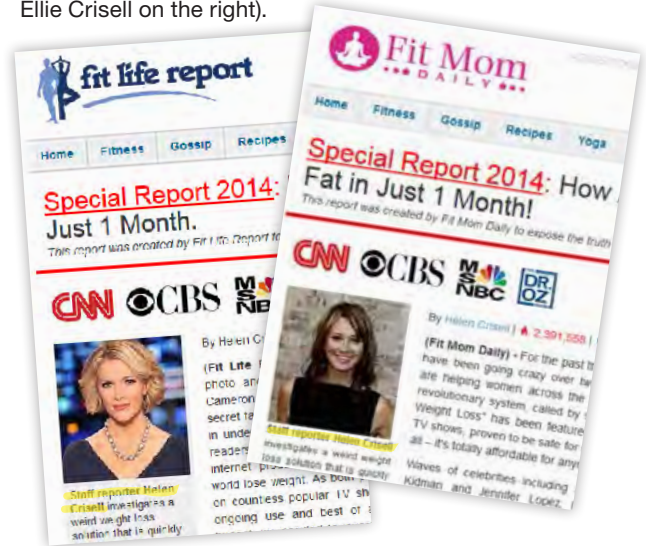 Ellie Crisell on the right).
fit life report
Home Fitness Gossip Recipes
Special Report 2014:
Just 1 Month.
This report was created by Fit Life Report to
CNN CBS MSNB
By Helen Cr
(Fit Life
photo and
Cameron
secret fa
in unde
readers
internet
world lose weight. As both
on countless popular TV sh
ongoing use and best of
Staff reporter Helen
Crisell investigates a
weird weight loss
solution that is quickly
Fit Mom
DAILY
Home Fitness Gossip Recipes Yoga
Special Report 2014: How
Fat in Just 1 Month!
This report was created by Fit Mom Daily to expose the truth
CNN CBS MSNBC DR. OZ
By Helen Crisell | 2,391,558 |
(Fit Mom Daily) - For the past
have been going crazy over
are helping women across the
revolutionary system, called by
Weight Loss" has been feature
TV shows, proven to be safe for
all – it's totally affordable for any
Waves of celebrities including
Kidman and Jennifer Lopez,
Staff reporter Helen Crisell
investigates a weird weight
loss solution that is quickly